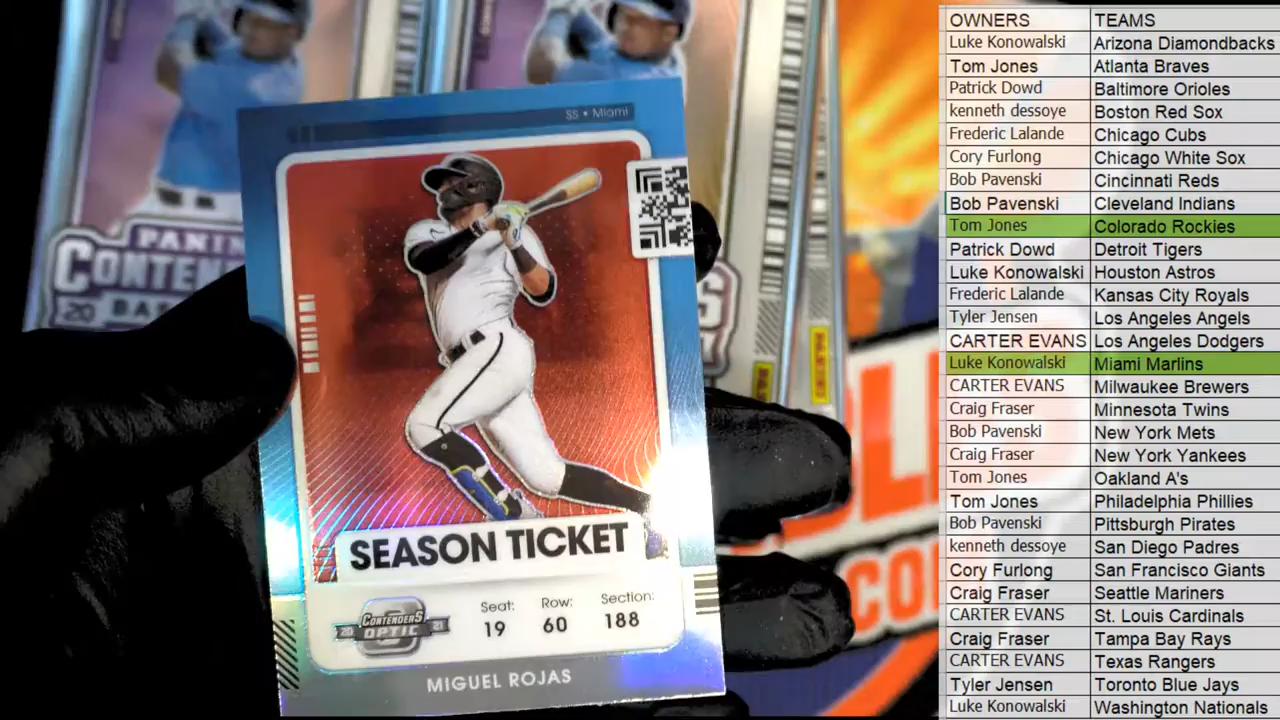 SS • Miami
PANINI
CONTENDERS
20
SEASON TICKET
CONTENDERS
20 OPTIC 21
Seat: Row: Section:
19 60 188
MIGUEL ROJAS
PANINI
OWNERS TEAMS
Luke Konowalski Arizona Diamondbacks
Tom Jones Atlanta Braves
Patrick Dowd Baltimore Orioles
kenneth dessoye Boston Red Sox
Frederic Lalande Chicago Cubs
Cory Furlong Chicago White Sox
Bob Pavenski Cincinnati Reds
Bob Pavenski Cleveland Indians
Tom Jones Colorado Rockies
Patrick Dowd Detroit Tigers
Luke Konowalski Houston Astros
Frederic Lalande Kansas City Royals
Tyler Jensen Los Angeles Angels
CARTER EVANS Los Angeles Dodgers
Luke Konowalski Miami Marlins
CARTER EVANS Milwaukee Brewers
Craig Fraser Minnesota Twins
Bob Pavenski New York Mets
Craig Fraser New York Yankees
Tom Jones Oakland A's
Tom Jones Philadelphia Phillies
Bob Pavenski Pittsburgh Pirates
kenneth dessoye San Diego Padres
Cory Furlong San Francisco Giants
Craig Fraser Seattle Mariners
CARTER EVANS St. Louis Cardinals
Craig Fraser Tampa Bay Rays
CARTER EVANS Texas Rangers
Tyler Jensen Toronto Blue Jays
Luke Konowalski Washington Nationals